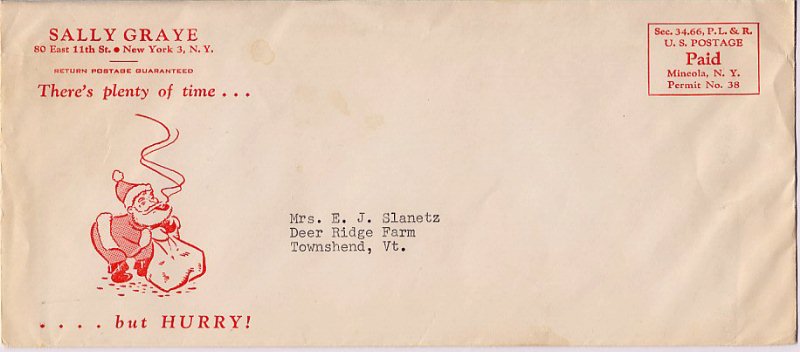 SALLY GRAYE
80 East 11th St. ● New York 3, N. Y.
RETURN POSTAGE GUARANTEED
There's plenty of time . . .
Sec. 34.66, P. L. & R.
U. S. POSTAGE
Paid
Mineola, N. Y.
Permit No. 38
Mrs. E. J. Slanetz
Deer Ridge Farm
Townshend, Vt.
. . . . but HURRY!